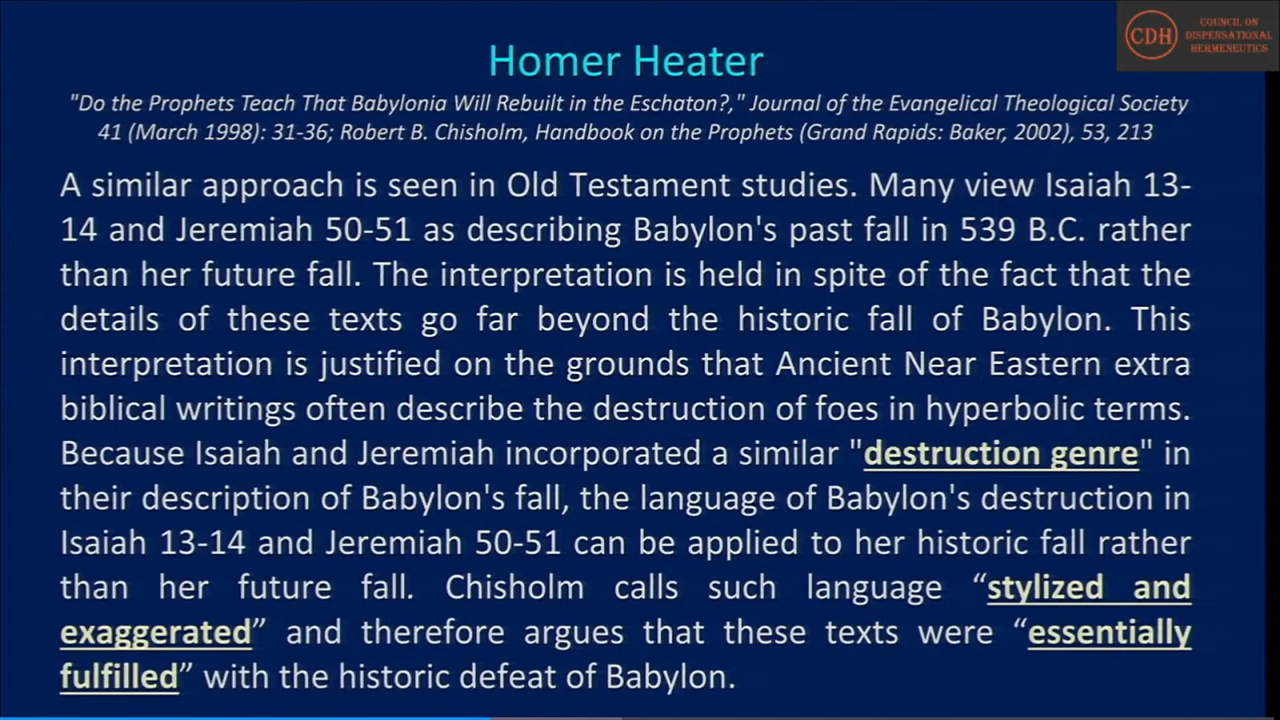 CDH
COUNCIL ON
DISPENSATIONAL
HERMENEUTICS
Homer Heater
"Do the Prophets Teach That Babylonia Will Rebuilt in the Eschaton?," Journal of the Evangelical Theological Society
41 (March 1998): 31-36; Robert B. Chisholm, Handbook on the Prophets (Grand Rapids: Baker, 2002), 53, 213
A similar approach is seen in Old Testament studies. Many view Isaiah 13-
14 and Jeremiah 50-51 as describing Babylon's past fall in 539 B.C. rather
than her future fall. The interpretation is held in spite of the fact that the
details of these texts go far beyond the historic fall of Babylon. This
interpretation is justified on the grounds that Ancient Near Eastern extra
biblical writings often describe the destruction of foes in hyperbolic terms.
Because Isaiah and Jeremiah incorporated a similar "destruction genre" in
their description of Babylon's fall, the language of Babylon's destruction in
Isaiah 13-14 and Jeremiah 50-51 can be applied to her historic fall rather
than her future fall. Chisholm calls such language “stylized and
exaggerated” and therefore argues that these texts were “essentially
fulfilled” with the historic defeat of Babylon.